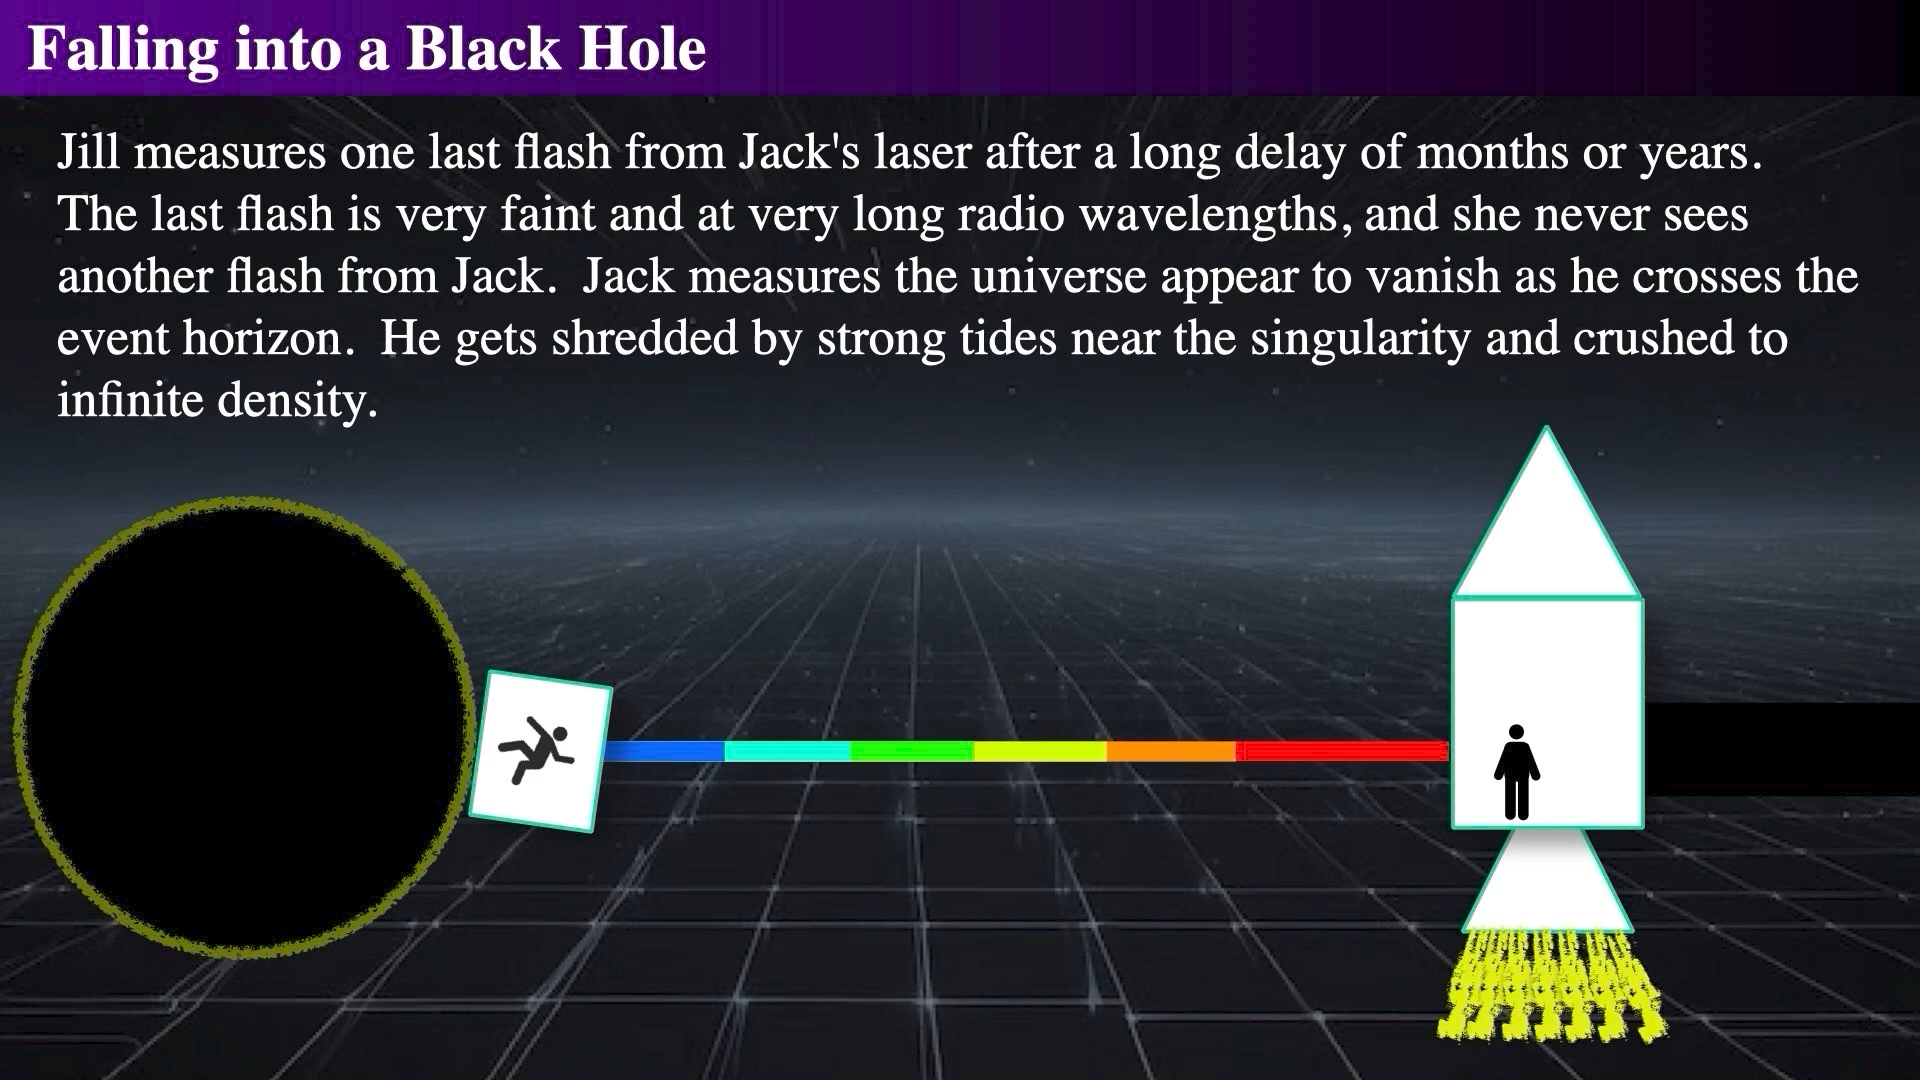 Falling into a Black Hole
Jill measures one last flash from Jack's laser after a long delay of months or years.
The last flash is very faint and at very long radio wavelengths, and she never sees
another flash from Jack.  Jack measures the universe appear to vanish as he crosses the
event horizon.  He gets shredded by strong tides near the singularity and crushed to
infinite density.